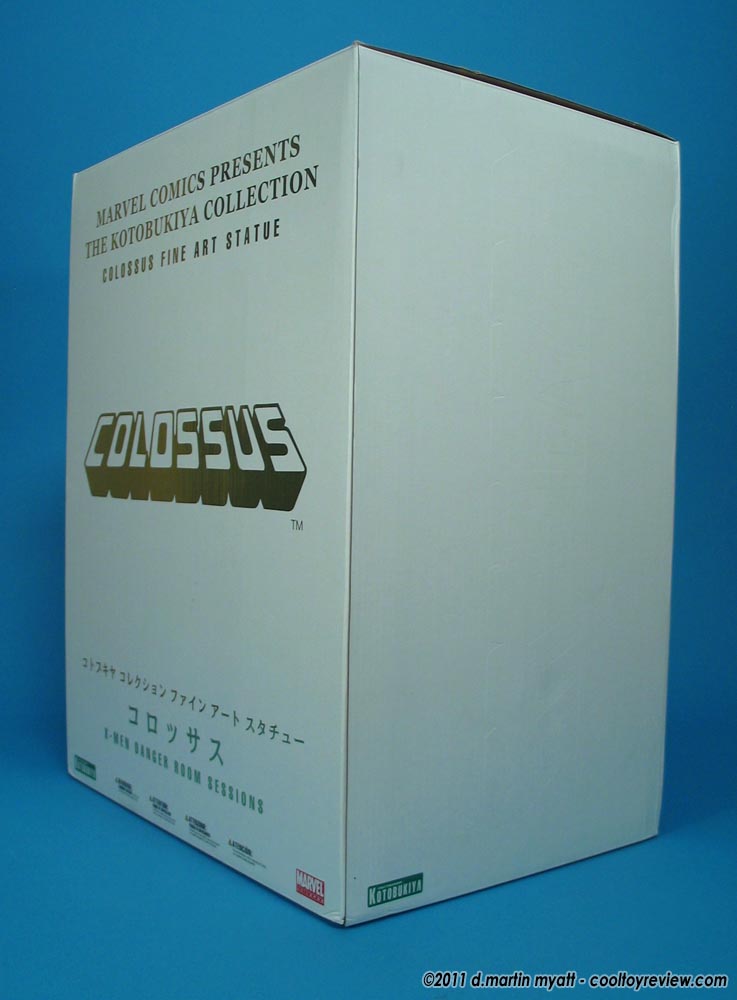 MARVEL COMICS PRESENTS
THE KOTOBUKIYA COLLECTION
COLOSSUS FINE ART STATUE
COLOSSUS
TM
コトブキヤ コレクション ファイン アート スタチュー
コロッサス
X-MEN DANGER ROOM SESSIONS
KOTOBUKIYA
MARVEL
KOTOBUKIYA
©2011 d.martin myatt - cooltoyreview.com